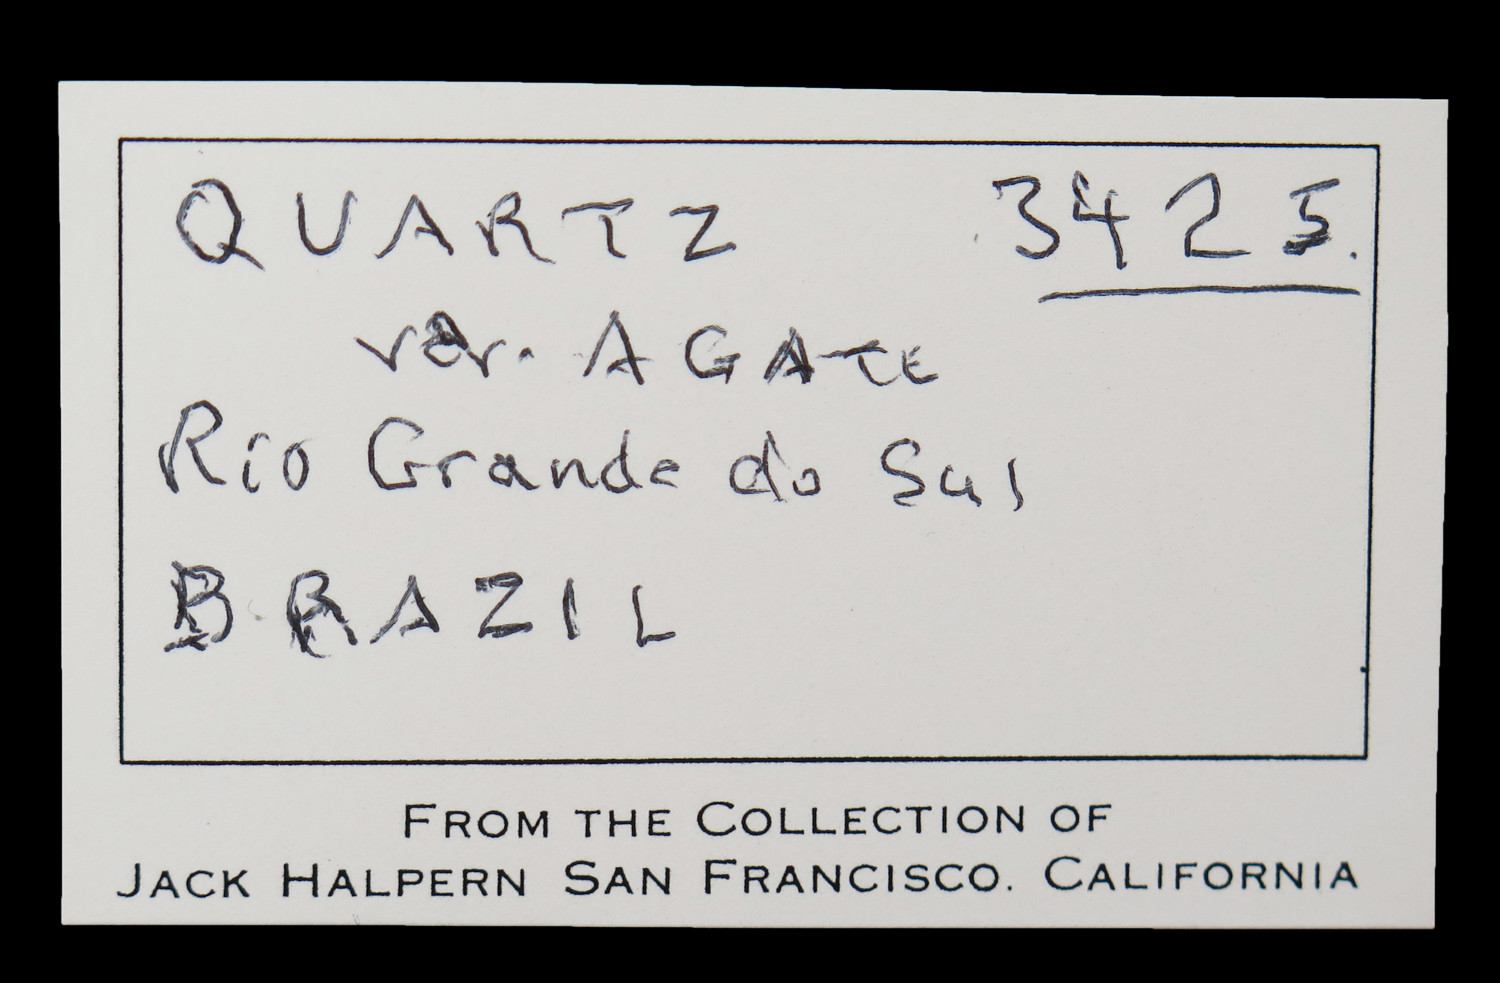 QUARTZ 3425.
var. AGATE
Rio Grande do Sul
BRAZIL
FROM THE COLLECTION OF
JACK HALPERN SAN FRANCISCO. CALIFORNIA